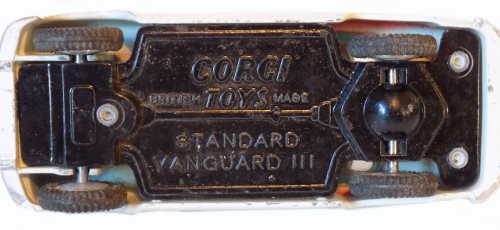 CORGI
BRITISH TOYS MADE
STANDARD
VANGUARD III